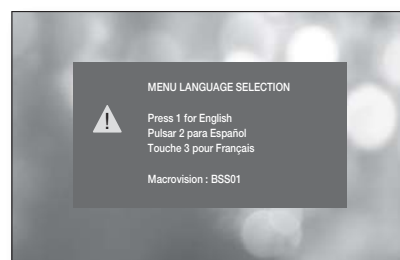 MENU LANGUAGE SELECTION
Press 1 for English
Pulsar 2 para Español
Touche 3 pour Français
Macrovision : BSS01